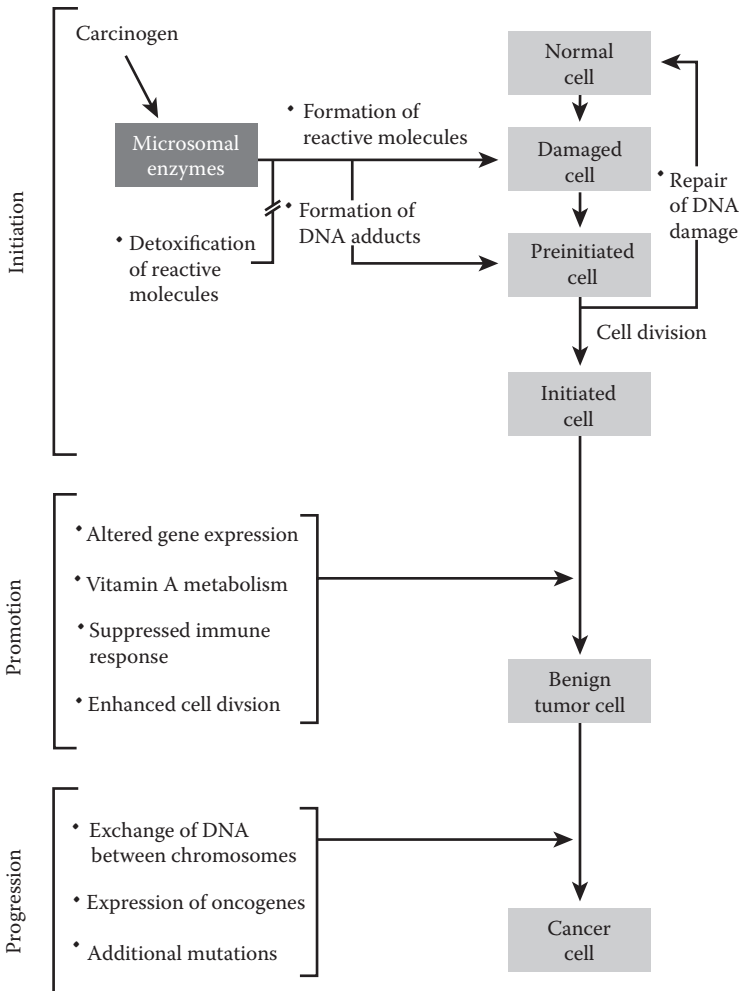 Initiation
Carcinogen
Microsomal
enzymes
• Formation of
reactive molecules
• Formation of
DNA adducts
• Detoxification
of reactive
molecules
Normal
cell
Damaged
cell
Preinitiated
cell
• Repair
of DNA
damage
Cell division
Initiated
cell
Promotion
• Altered gene expression
• Vitamin A metabolism
• Suppressed immune
response
• Enhanced cell divsion
Benign
tumor cell
Progression
• Exchange of DNA
between chromosomes
• Expression of oncogenes
• Additional mutations
Cancer
cell